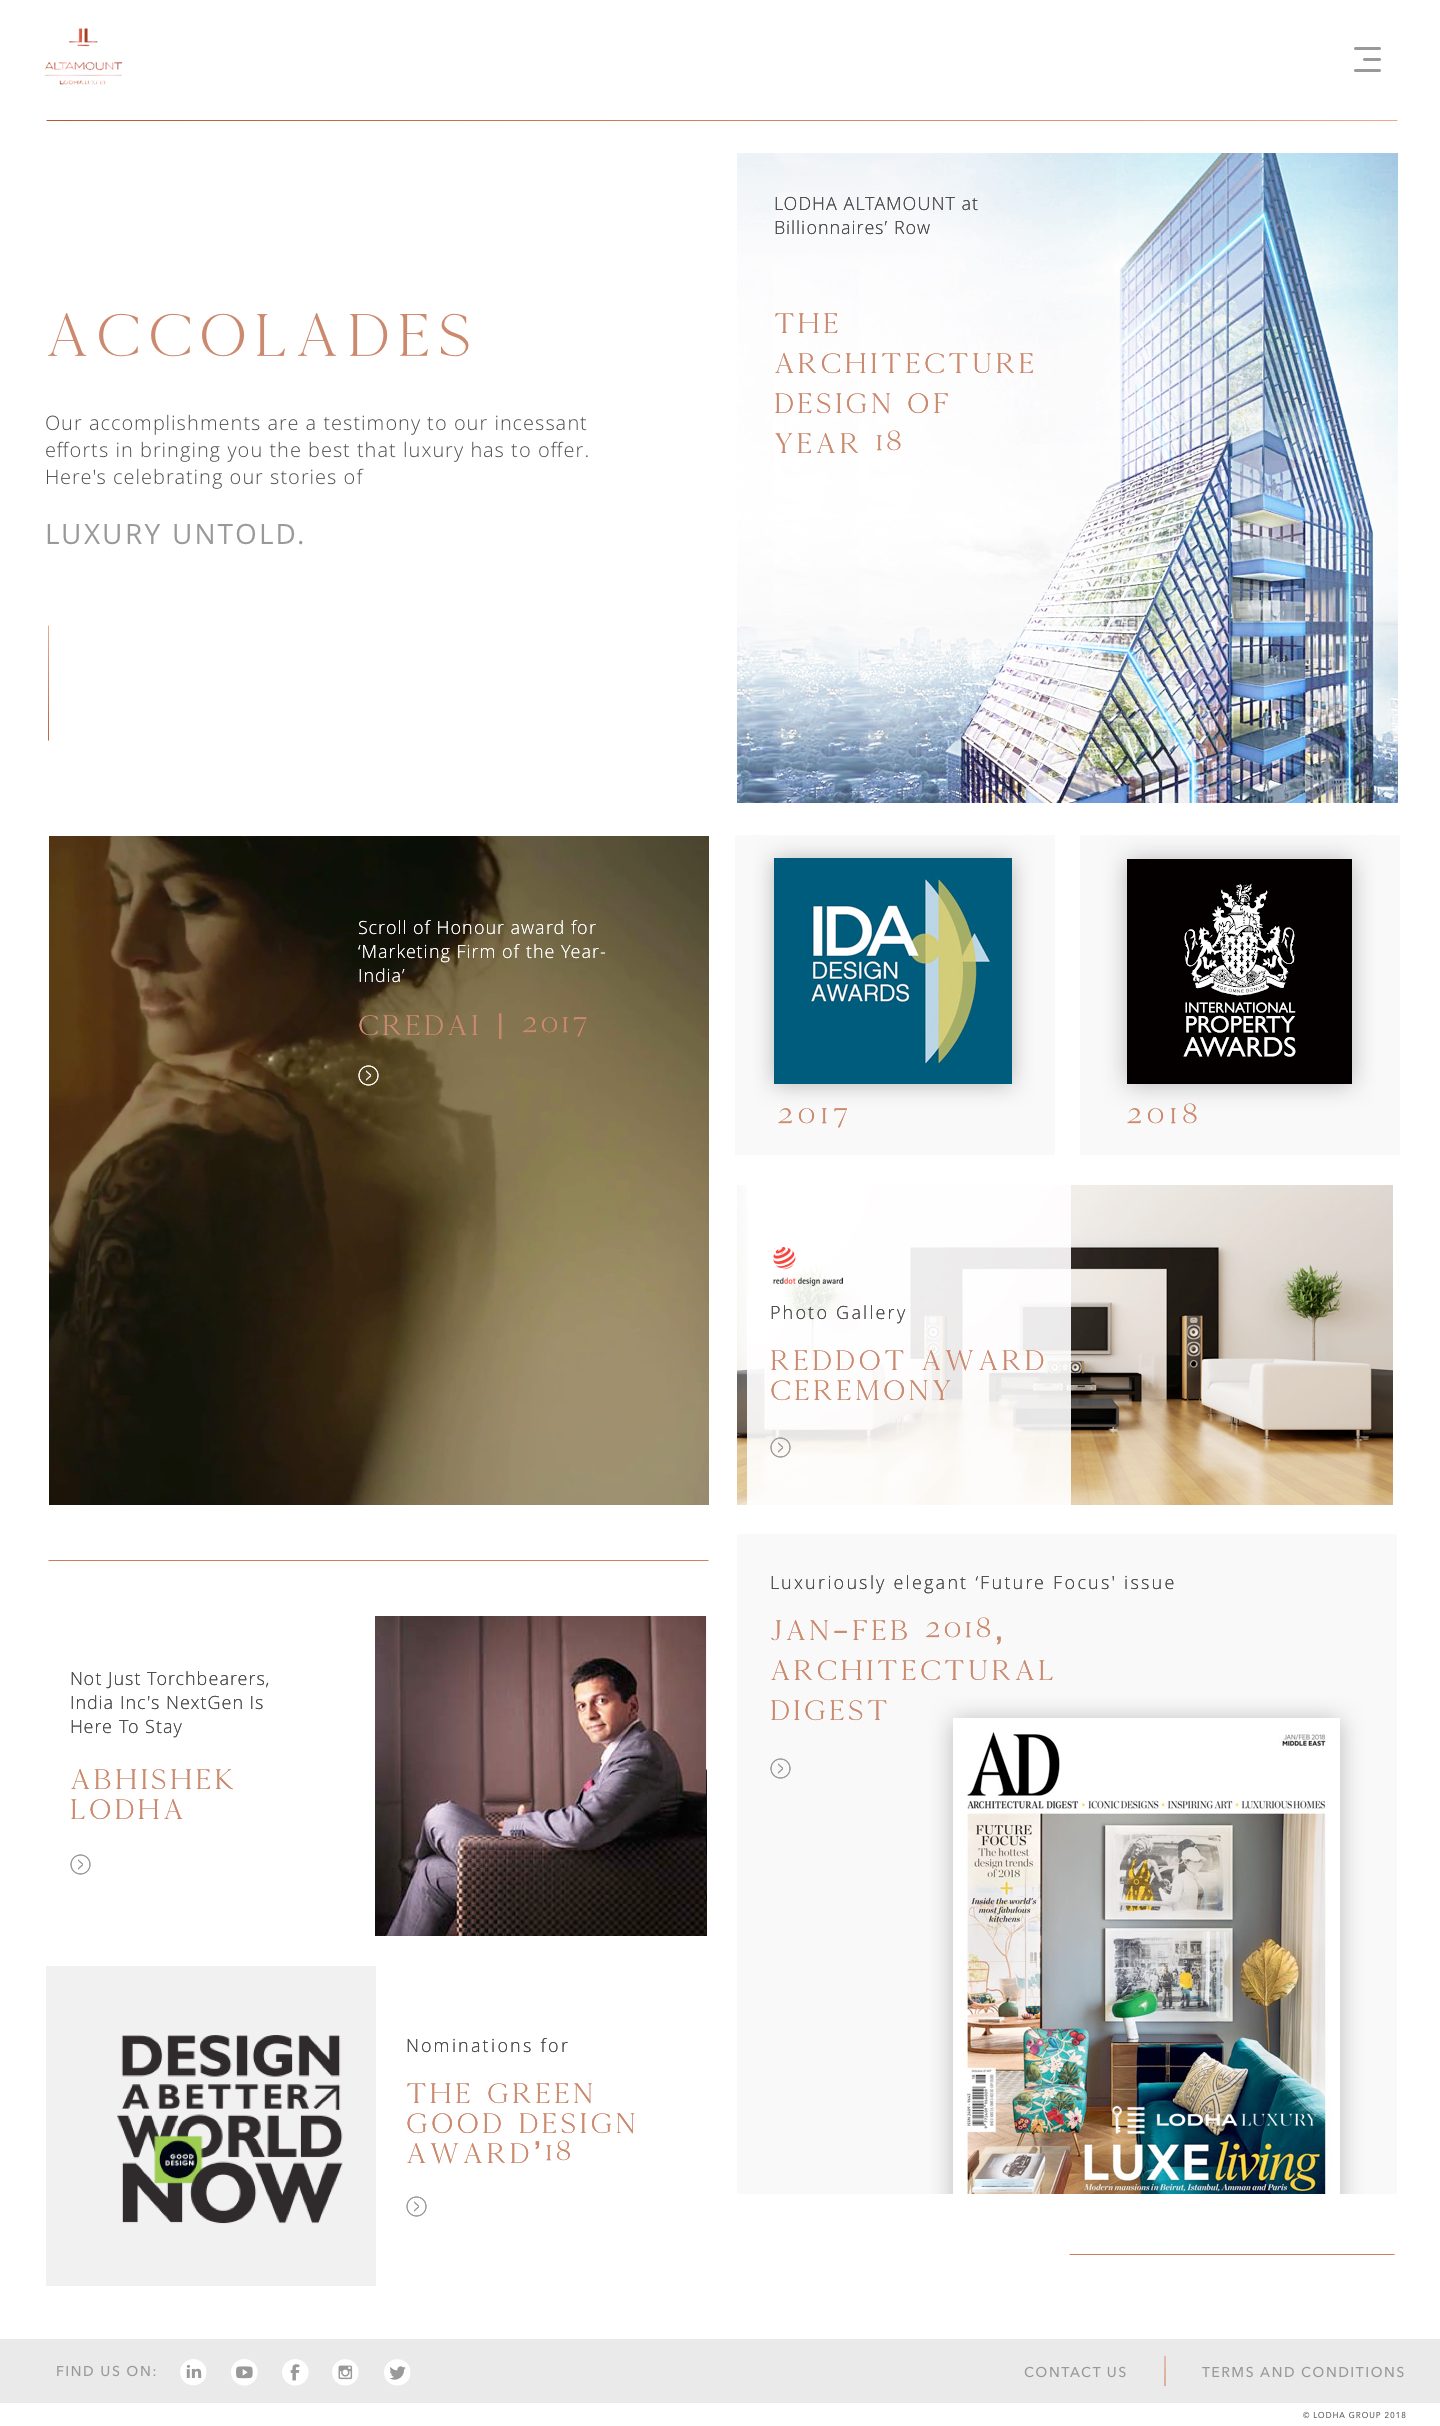 ALTAMOUNT
ACCOLADES
Our accomplishments are a testimony to our incessant
efforts in bringing you the best that luxury has to offer.
Here's celebrating our stories of
LUXURY UNTOLD.
LODHA ALTAMOUNT at
Billionnaires’ Row
THE
ARCHITECTURE
DESIGN OF
YEAR 18
Scroll of Honour award for
‘Marketing Firm of the Year-
India’
CREDAI | 2017
IDA
DESIGN
AWARDS
2017
INTERNATIONAL
PROPERTY
AWARDS
2018
reddot design award
Photo Gallery
REDDOT AWARD
CEREMONY
Not Just Torchbearers,
India Inc's NextGen Is
Here To Stay
ABHISHEK
LODHA
Luxuriously elegant ‘Future Focus' issue
JAN-FEB 2018,
ARCHITECTURAL
DIGEST
AD
JAN/FEB 2018
MIDDLE EAST
ARCHITECTURAL DIGEST + ICONIC DESIGNS + INSPIRING ART + LUXURIOUS HOMES
FUTURE
FOCUS
The hottest
design trends
of 2018
+
Inside the world's
most fabulous
kitchens
LODHA LUXURY
LUXE living
Modern mansions in Beirut, Istanbul, Amman and Paris
DESIGN
A BETTER
WORLD
GOOD
DESIGN
NOW
Nominations for
THE GREEN
GOOD DESIGN
AWARD’18
FIND US ON:
CONTACT US
TERMS AND CONDITIONS
© LODHA GROUP 2018